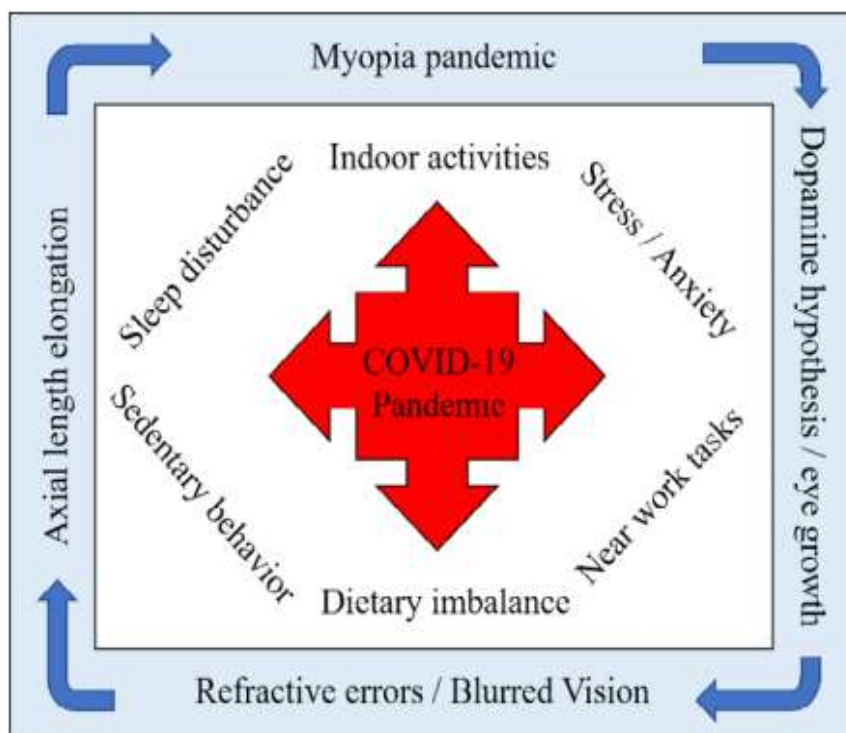 Myopia pandemic
Dopamine hypothesis / eye growth
Refractive errors / Blurred Vision
Axial length elongation
Indoor activities
Stress / Anxiety
Near work tasks
Dietary imbalance
Sedentary behavior
Sleep disturbance
COVID-19
Pandemic